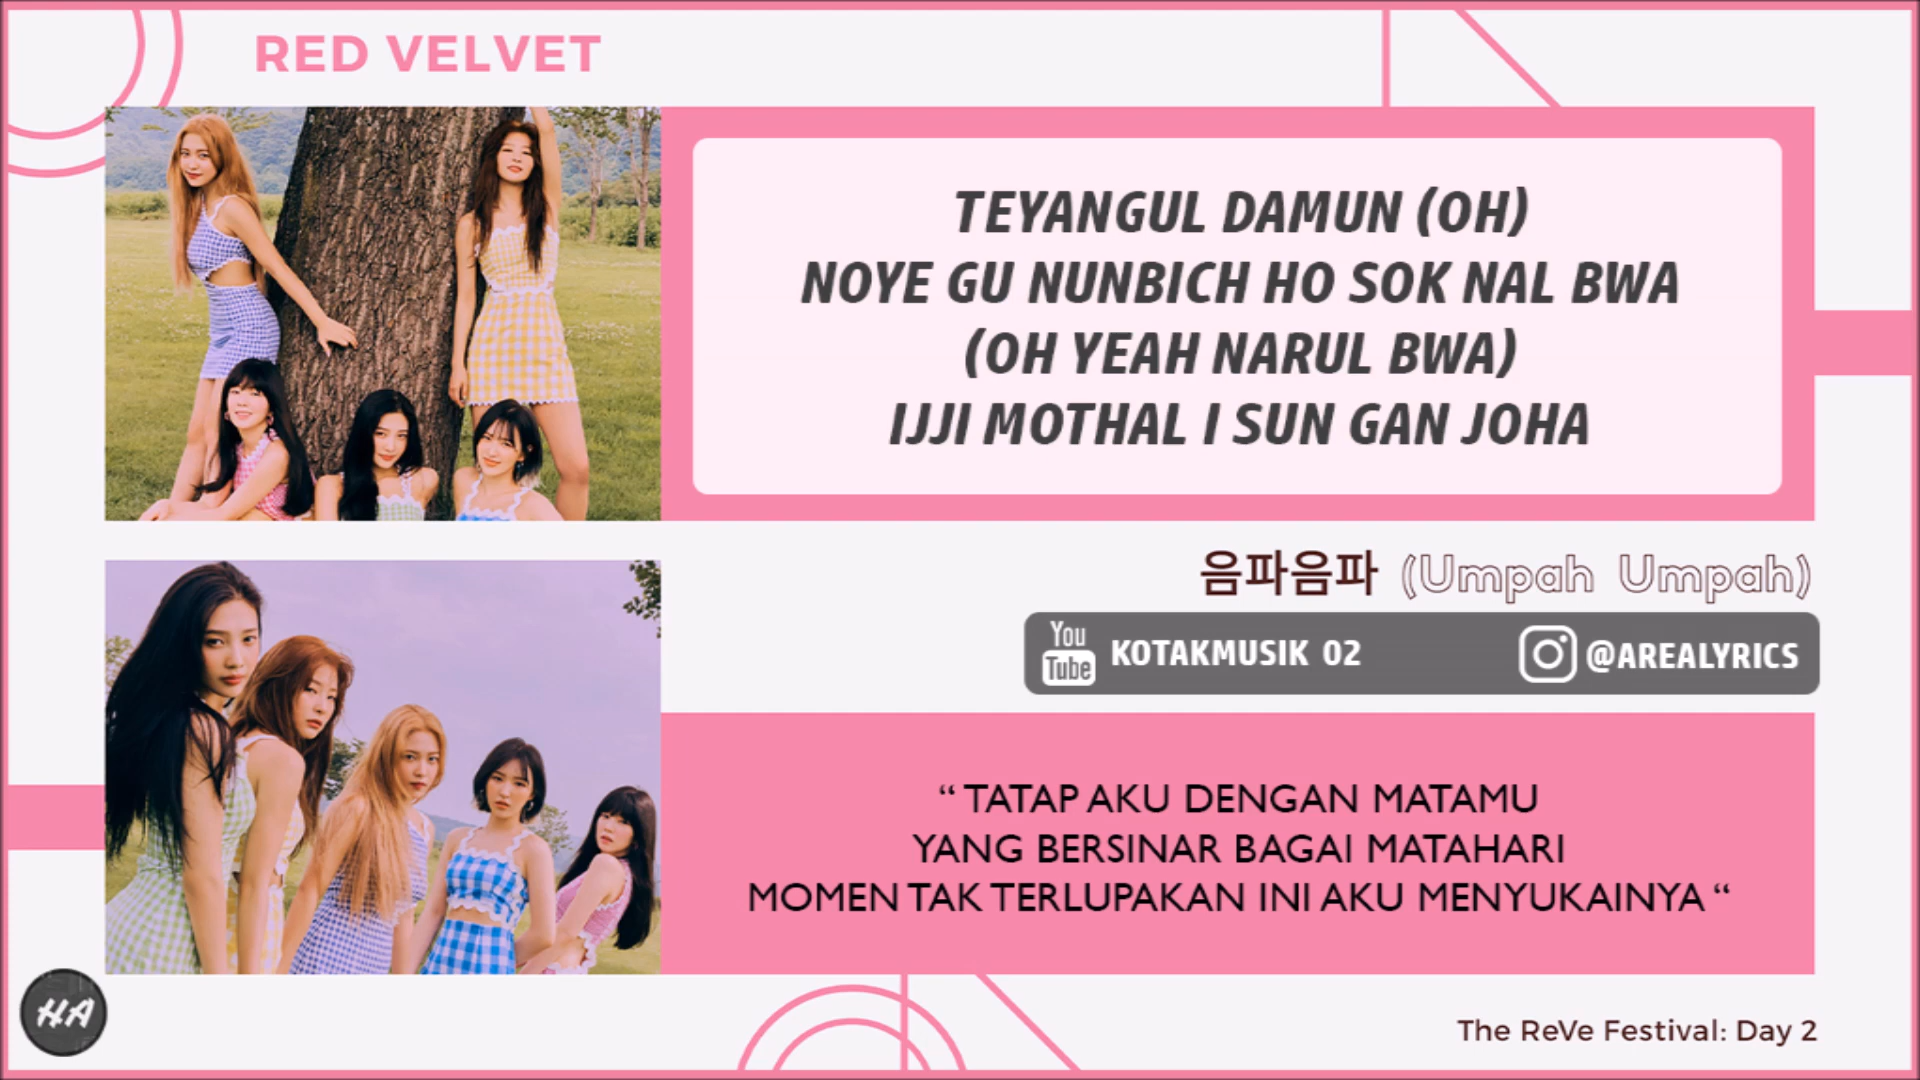 RED VELVET
TEYANGUL DAMUN (OH)
NOYE GU NUNBICH HO SOK NAL BWA
(OH YEAH NARUL BWA)
IJJI MOTHAL I SUN GAN JOHA
음파음파 (Umpah Umpah)
You Tube KOTAKMUSIK 02 @AREALYRICS
“ TATAP AKU DENGAN MATAMU
YANG BERSINAR BAGAI MATAHARI
MOMEN TAK TERLUPAKAN INI AKU MENYUKAINYA “
HA
The ReVe Festival: Day 2